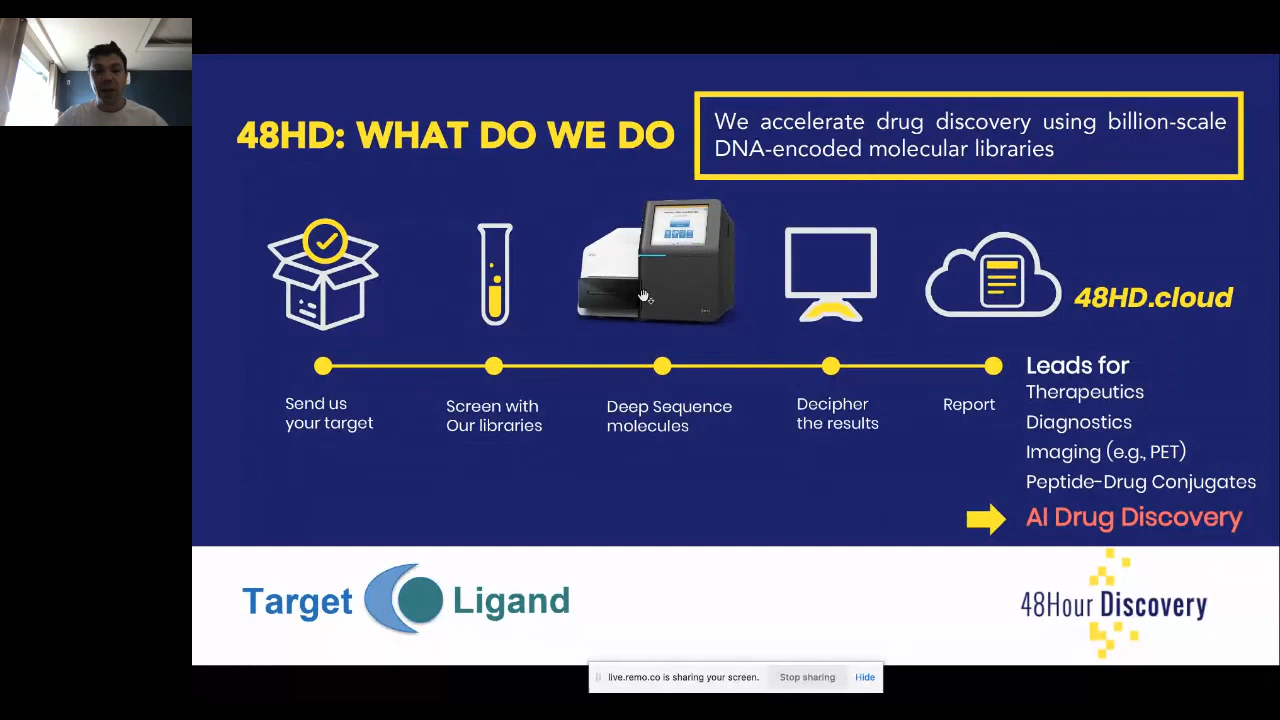 48HD: WHAT DO WE DO
We accelerate drug discovery using billion-scale
DNA-encoded molecular libraries
48HD.cloud
Send us
your target
Screen with
Our libraries
Deep Sequence
molecules
Decipher
the results
Report
Leads for
Therapeutics
Diagnostics
Imaging (e.g., PET)
Peptide-Drug Conjugates
AI Drug Discovery
Target Ligand
48Hour Discovery
live.remo.co is sharing your screen. Stop sharing Hide